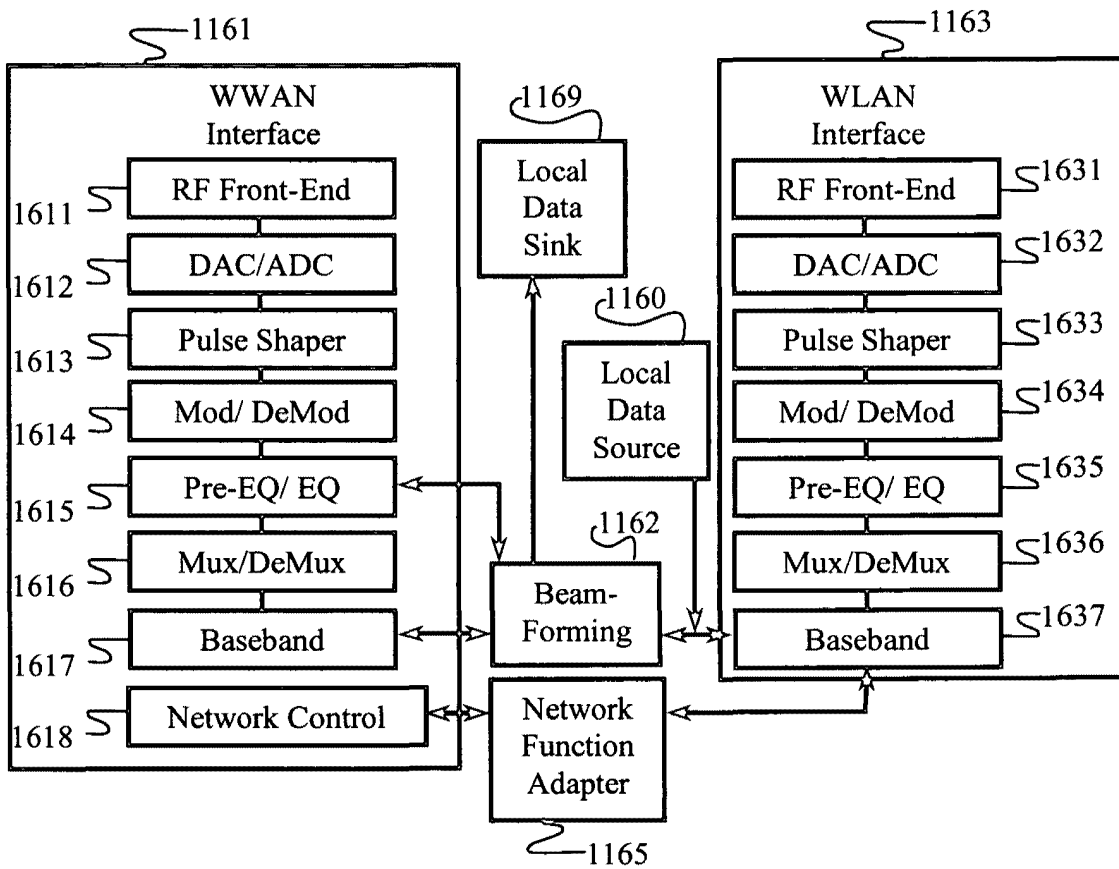 1161
WWAN
Interface
RF Front-End
1611
DAC/ADC
1612
Pulse Shaper
1613
Mod/ DeMod
1614
Pre-EQ/ EQ
1615
Mux/DeMux
1616
Baseband
1617
Network Control
1618
1169
Local
Data
Sink
1160
Local
Data
Source
1162
Beam-
Forming
Network
Function
Adapter
1165
1163
WLAN
Interface
RF Front-End
1631
DAC/ADC
1632
Pulse Shaper
1633
Mod/ DeMod
1634
Pre-EQ/ EQ
1635
Mux/DeMux
1636
Baseband
1637